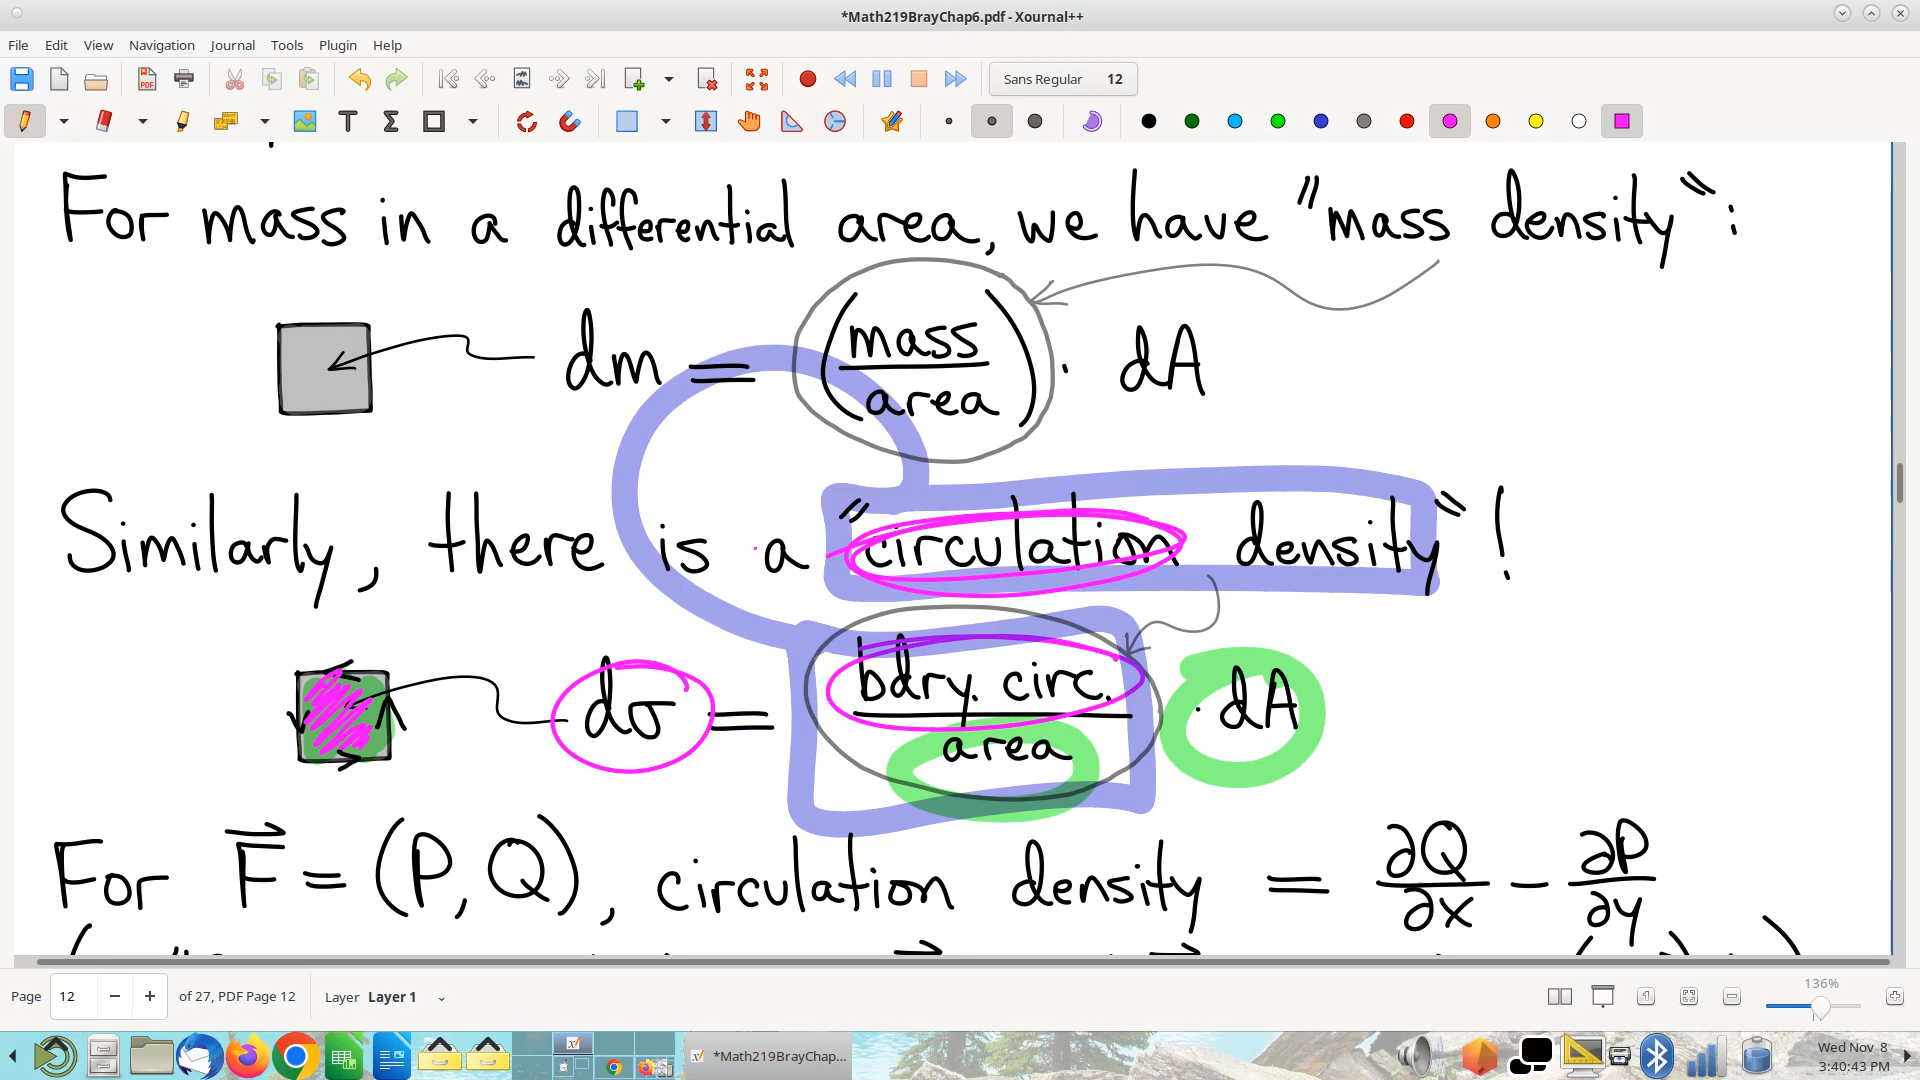 *Math219BrayChap6.pdf - Xournal++
File Edit View Navigation Journal Tools Plugin Help
Sans Regular 12
For mass in a differential area, we have "mass density":
dm = (mass/area) · dA
Similarly, there is a "circulation density"!
dσ = bdry. circ./area · dA
For F⃗ = (P, Q), circulation density = ∂Q/∂x − ∂P/∂y
Page 12 of 27, PDF Page 12 Layer Layer 1 136%
*Math219BrayChap...
Wed Nov 8
3:40:43 PM